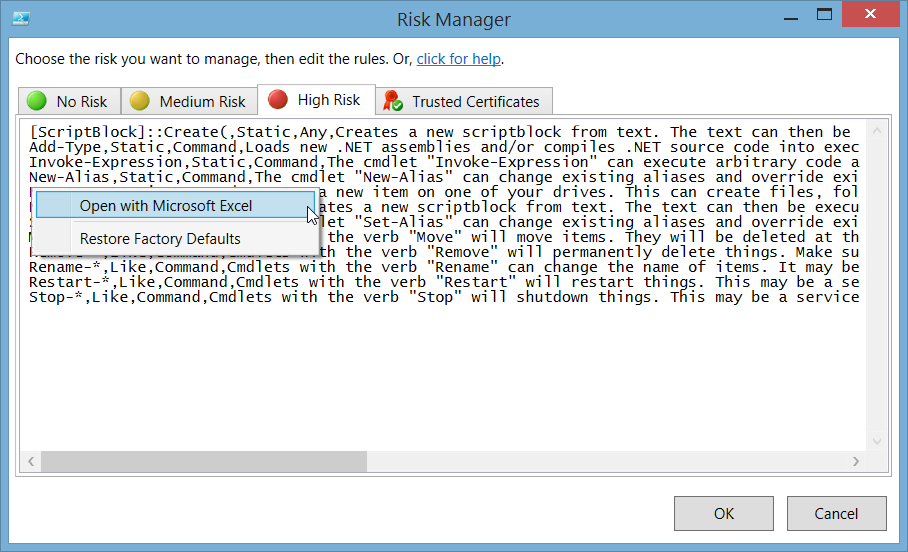 Risk Manager
Choose the risk you want to manage, then edit the rules. Or, click for help.
No Risk
Medium Risk
High Risk
Trusted Certificates
[ScriptBlock]::Create(,Static,Any,Creates a new scriptblock from text. The text can then be
Add-Type,Static,Command,Loads new .NET assemblies and/or compiles .NET source code into exec
Invoke-Expression,Static,Command,The cmdlet "Invoke-Expression" can execute arbitrary code a
New-Alias,Static,Command,The cmdlet "New-Alias" can change existing aliases and override exi
a new item on one of your drives. This can create files, fol
Open with Microsoft Excel
ates a new scriptblock from text. The text can then be execu
let "Set-Alias" can change existing aliases and override exi
Restore Factory Defaults
the verb "Move" will move items. They will be deleted at th
with the verb "Remove" will permanently delete things. Make su
Rename-*,Like,Command,Cmdlets with the verb "Rename" can change the name of items. It may be
Restart-*,Like,Command,Cmdlets with the verb "Restart" will restart things. This may be a se
Stop-*,Like,Command,Cmdlets with the verb "Stop" will shutdown things. This may be a service
OK
Cancel